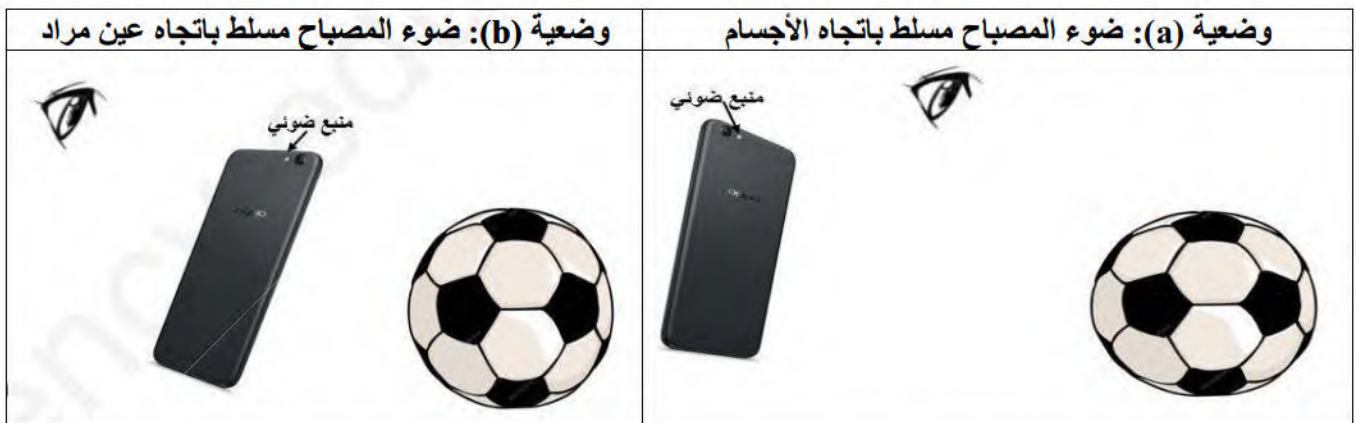 وضعية (a): ضوء المصباح مسلط باتجاه الأجسام
وضعية (b): ضوء المصباح مسلط باتجاه عين مراد
منبع ضوئي
منبع ضوئي